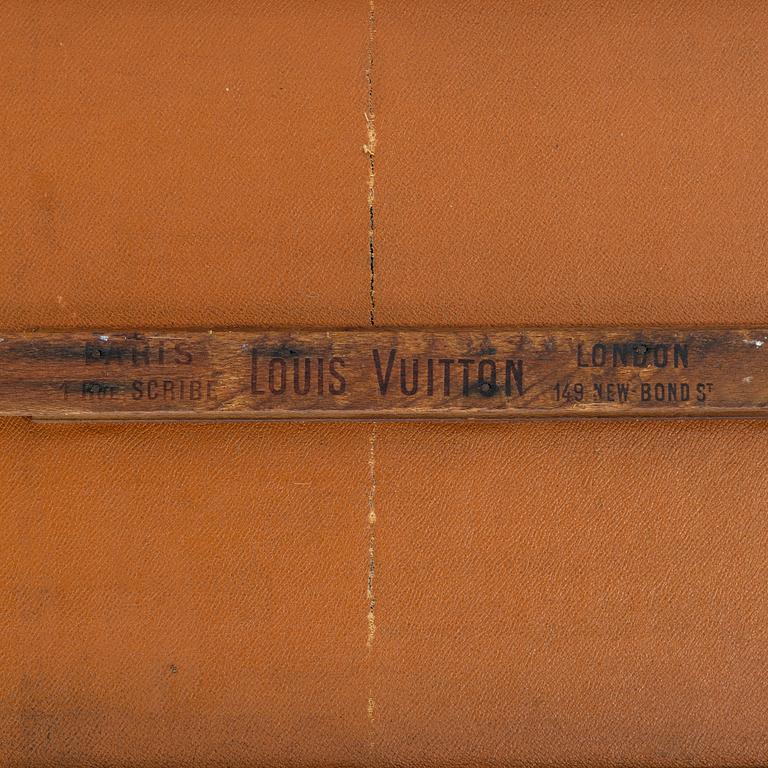 PARIS
1 RUE SCRIBE
LOUIS VUITTON
LONDON
149 NEW BOND ST